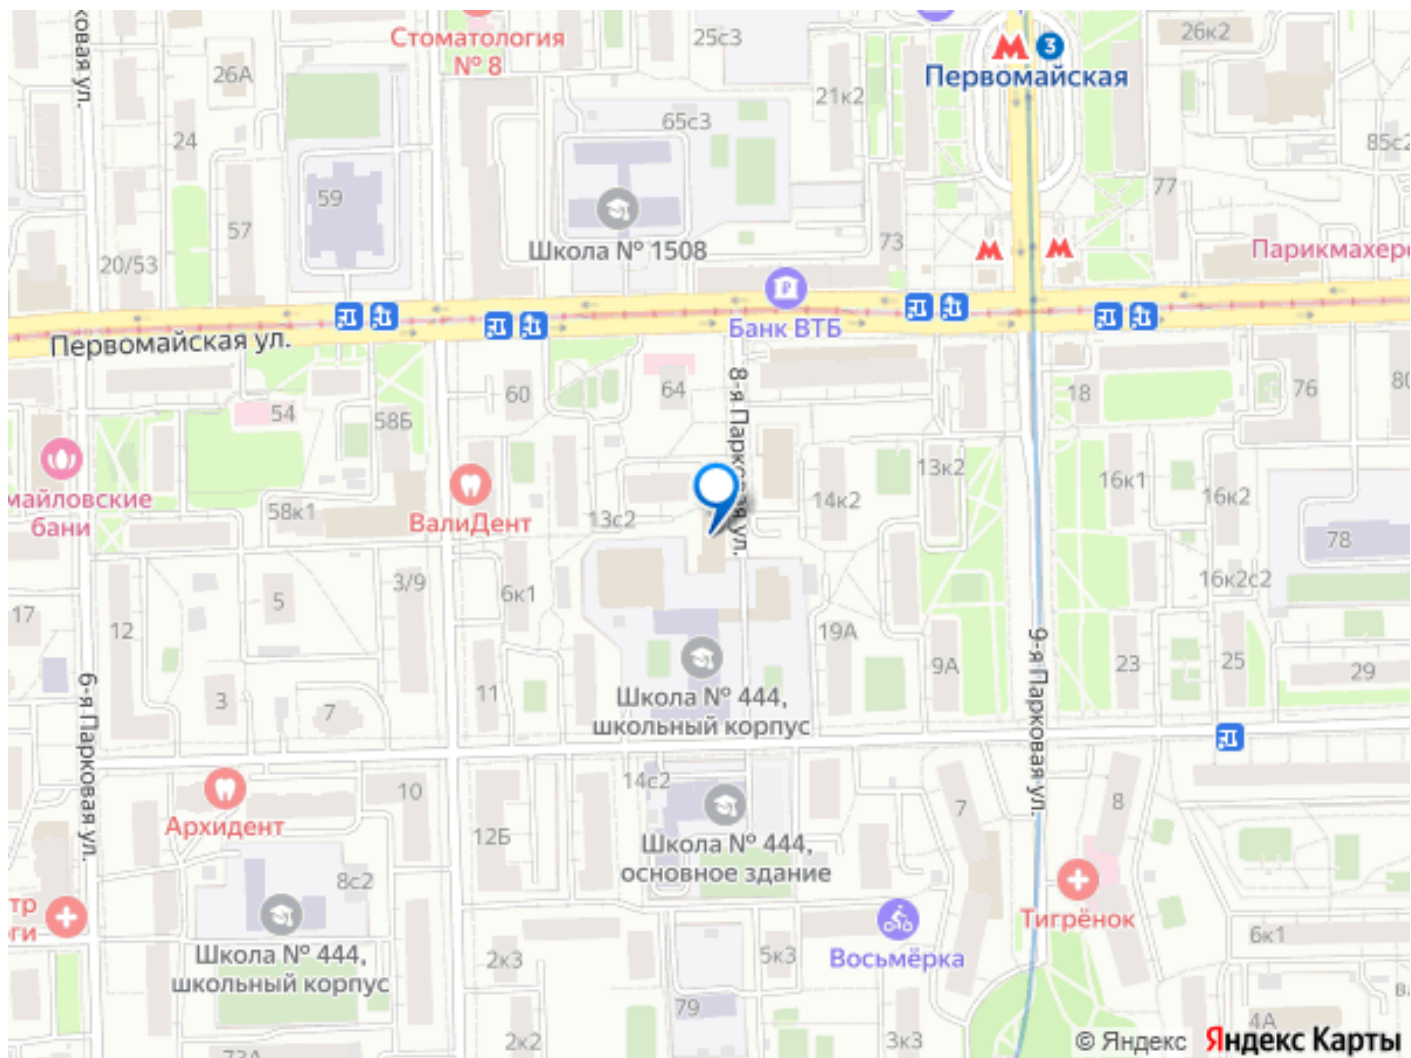 ковая ул.
Стоматология
№ 8
25с3
3
Первомайская
26к2
26А
21к2
24
65с3
85с2
59
77
57
Школа № 1508
73
20/53
Парикмахерс
Банк ВТБ
Первомайская ул.
60
64
8-я Парковая ул.
18
76
80
54
58Б
13к2
16к1
16к2
майловские
бани
ВалиДент
14к2
58к1
13с2
78
3/9
6к1
16к2с2
5
17
12
19А
9-я Парковая ул.
9А
23
25
29
6-я Парковая ул.
3
7
11
Школа № 444,
школьный корпус
14с2
10
7
8
Архидент
12Б
Школа № 444,
основное здание
8с2
тр
ги
Тигрёнок
6к1
Школа № 444,
школьный корпус
2к3
5к3
Восьмёрка
79
4А
73А
2к2
3к3
© Яндекс Яндекс Карты